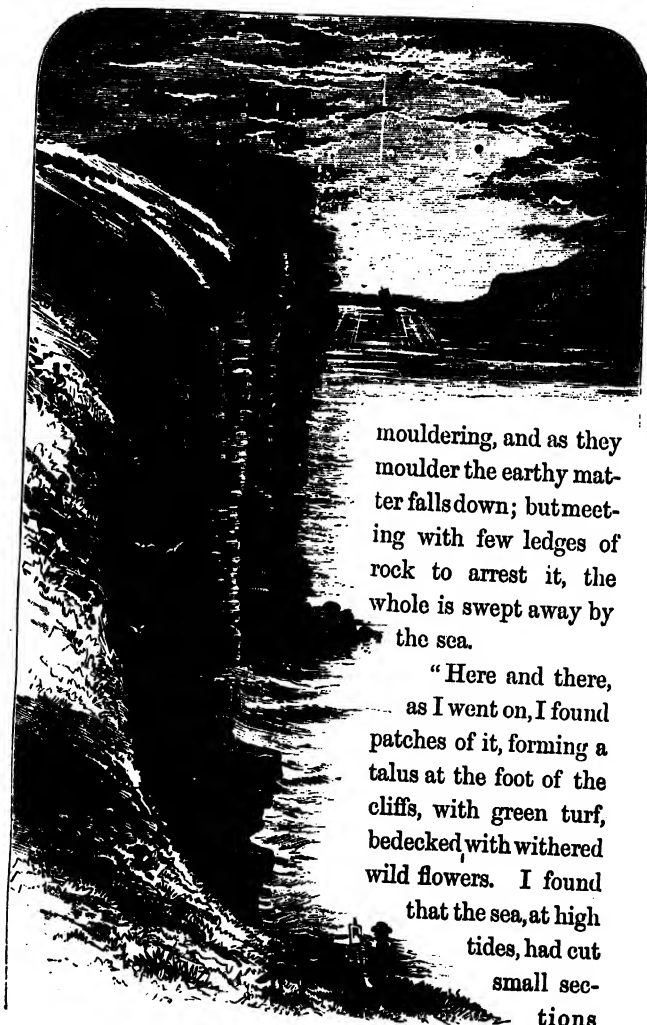 mouldering, and as they
moulder the earthy mat-
ter falls down; but meet-
ing with few ledges of
rock to arrest it, the
whole is swept away by
the sea.
"Here and there,
as I went on, I found
patches of it, forming a
talus at the foot of the
cliffs, with green turf,
bedecked with withered
wild flowers. I found
that the sea, at high
tides, had cut
small sec-
tions